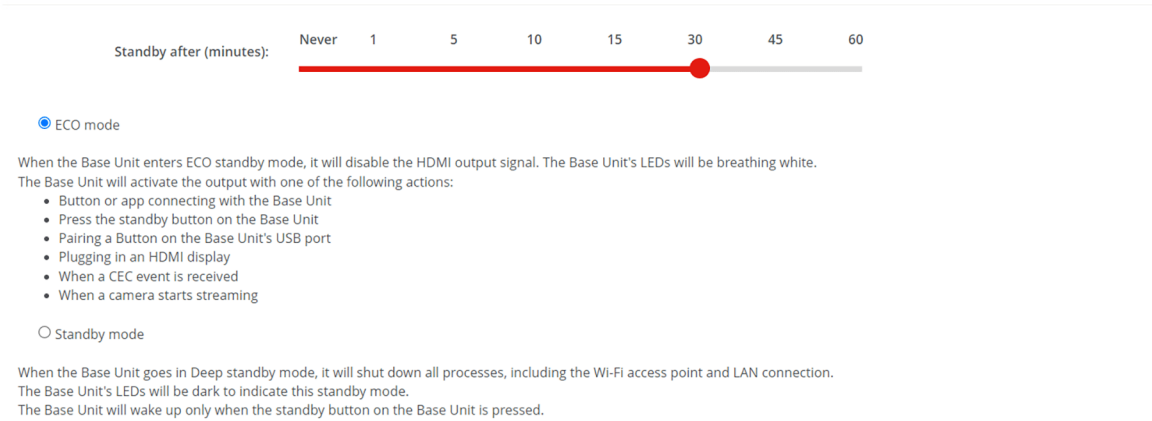 Never 1 5 10 15 30 45 60
Standby after (minutes):
ECO mode
When the Base Unit enters ECO standby mode, it will disable the HDMI output signal. The Base Unit's LEDs will be breathing white.
The Base Unit will activate the output with one of the following actions:
• Button or app connecting with the Base Unit
• Press the standby button on the Base Unit
• Pairing a Button on the Base Unit's USB port
• Plugging in an HDMI display
• When a CEC event is received
• When a camera starts streaming
Standby mode
When the Base Unit goes in Deep standby mode, it will shut down all processes, including the Wi-Fi access point and LAN connection.
The Base Unit's LEDs will be dark to indicate this standby mode.
The Base Unit will wake up only when the standby button on the Base Unit is pressed.